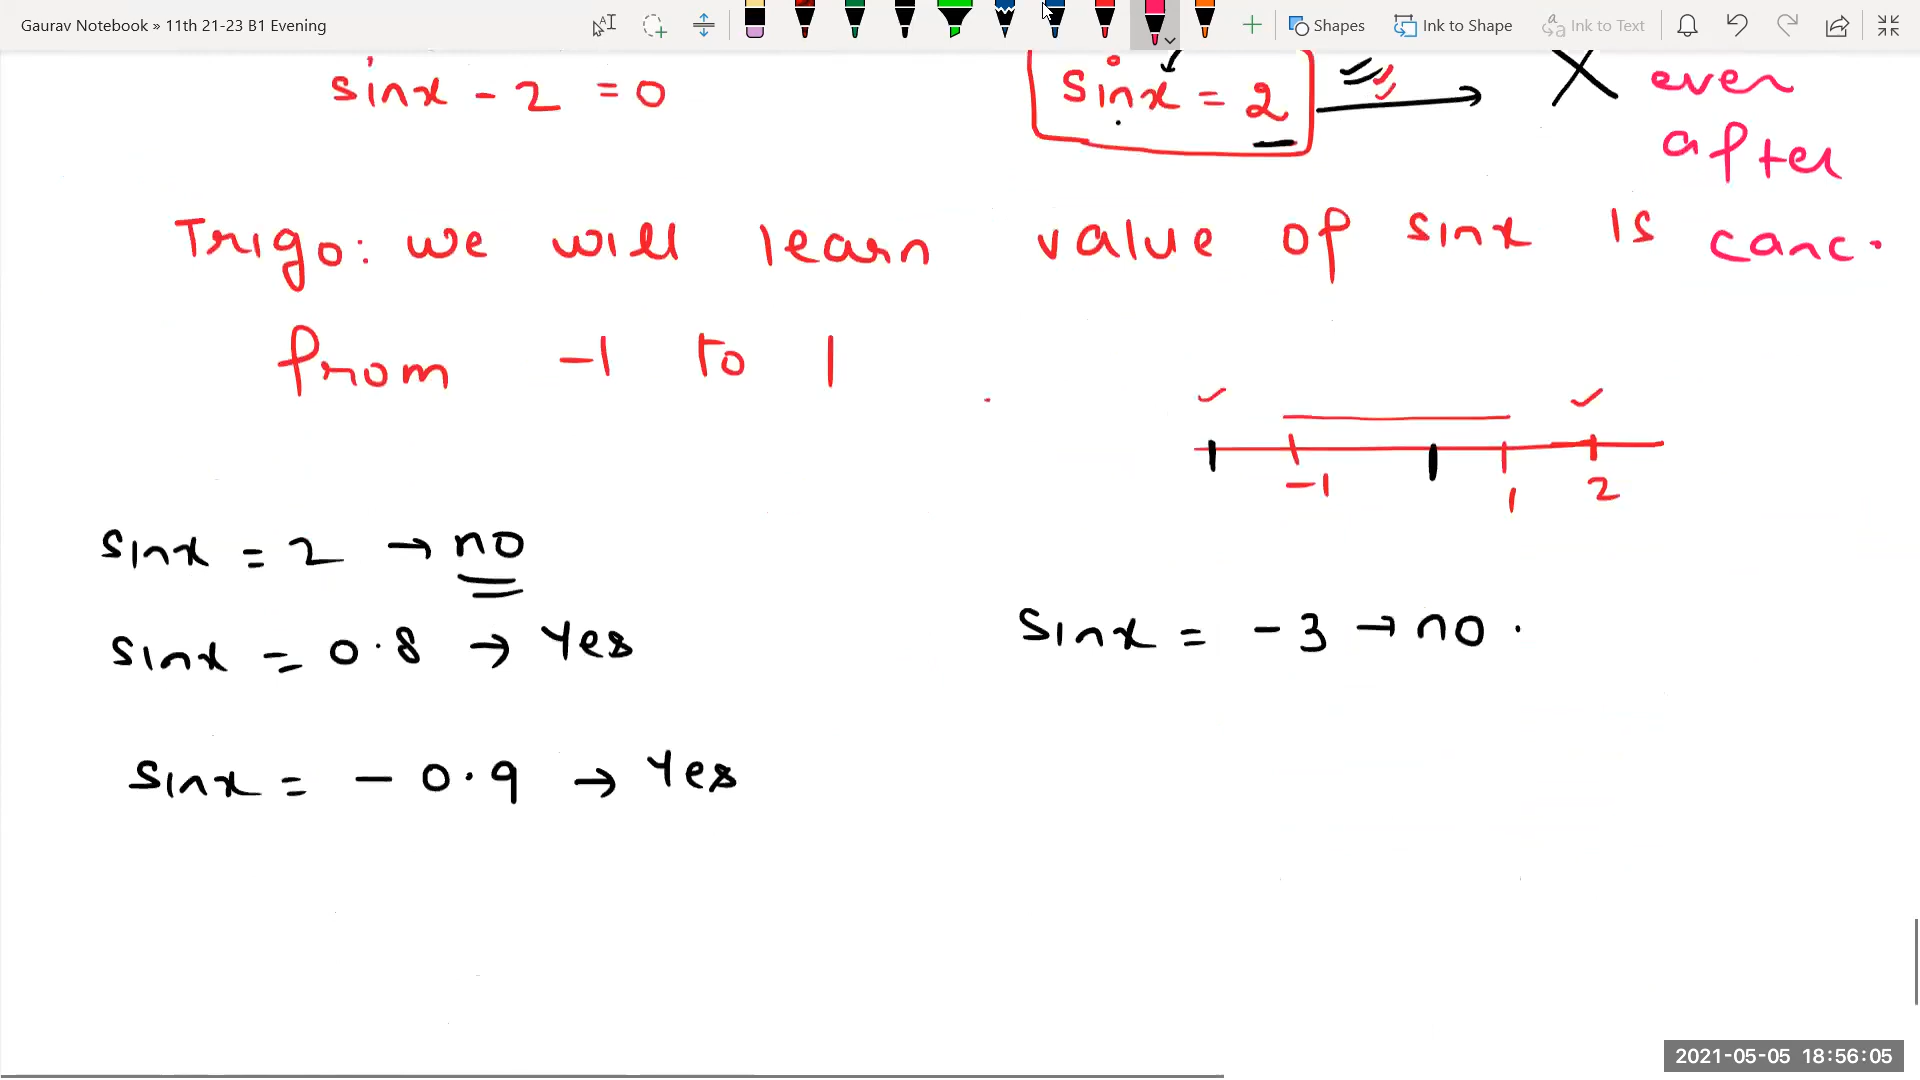 Gaurav Notebook » 11th 21-23 B1 Evening
Shapes
Ink to Shape
Ink to Text
sinx - 2 = 0
sinx = 2
even
after
canc.
Trigo: we will learn value of sinx is
from -1 to 1
-1 1 2
sinx = 2 → no
sinx = 0.8 → Yes
sinx = -3 → no.
sinx = - 0.9 → Yes
2021-05-05 18:56:05